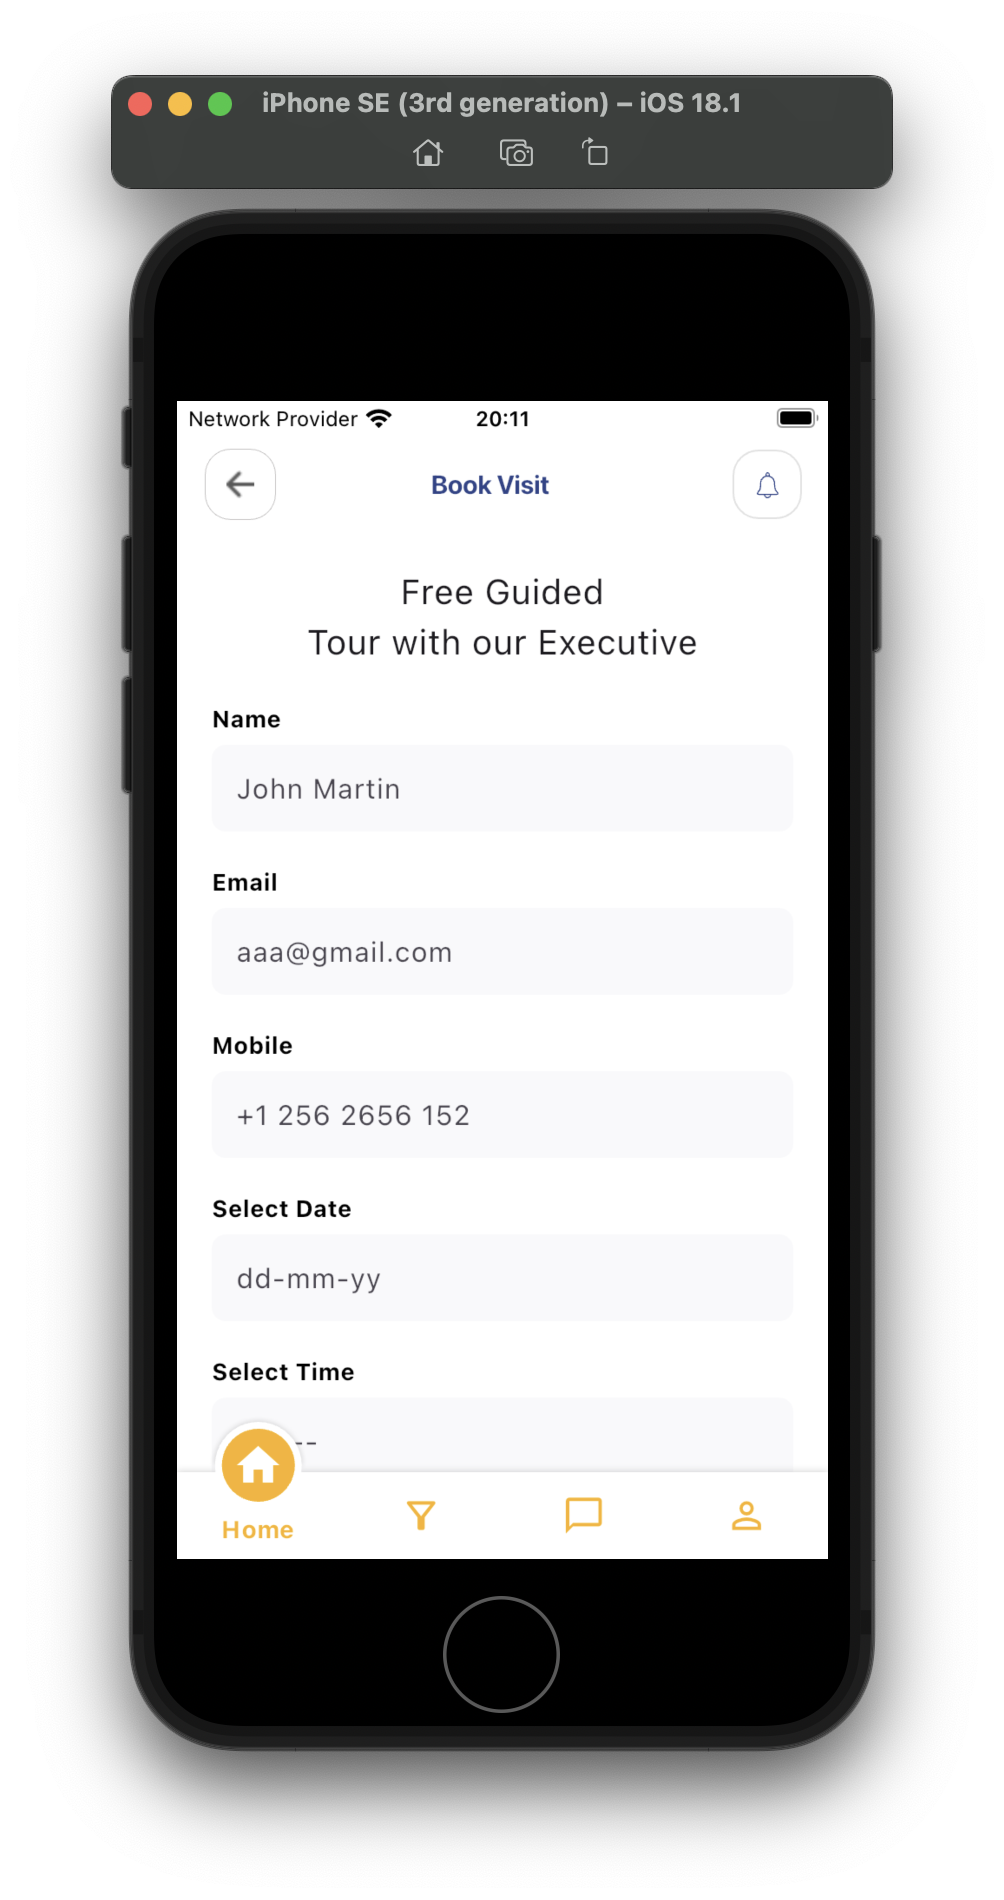 iPhone SE (3rd generation) – iOS 18.1
Network Provider 20:11
Book Visit
Free Guided
Tour with our Executive
Name
John Martin
Email
aaa@gmail.com
Mobile
+1 256 2656 152
Select Date
dd-mm-yy
Select Time
--
Home